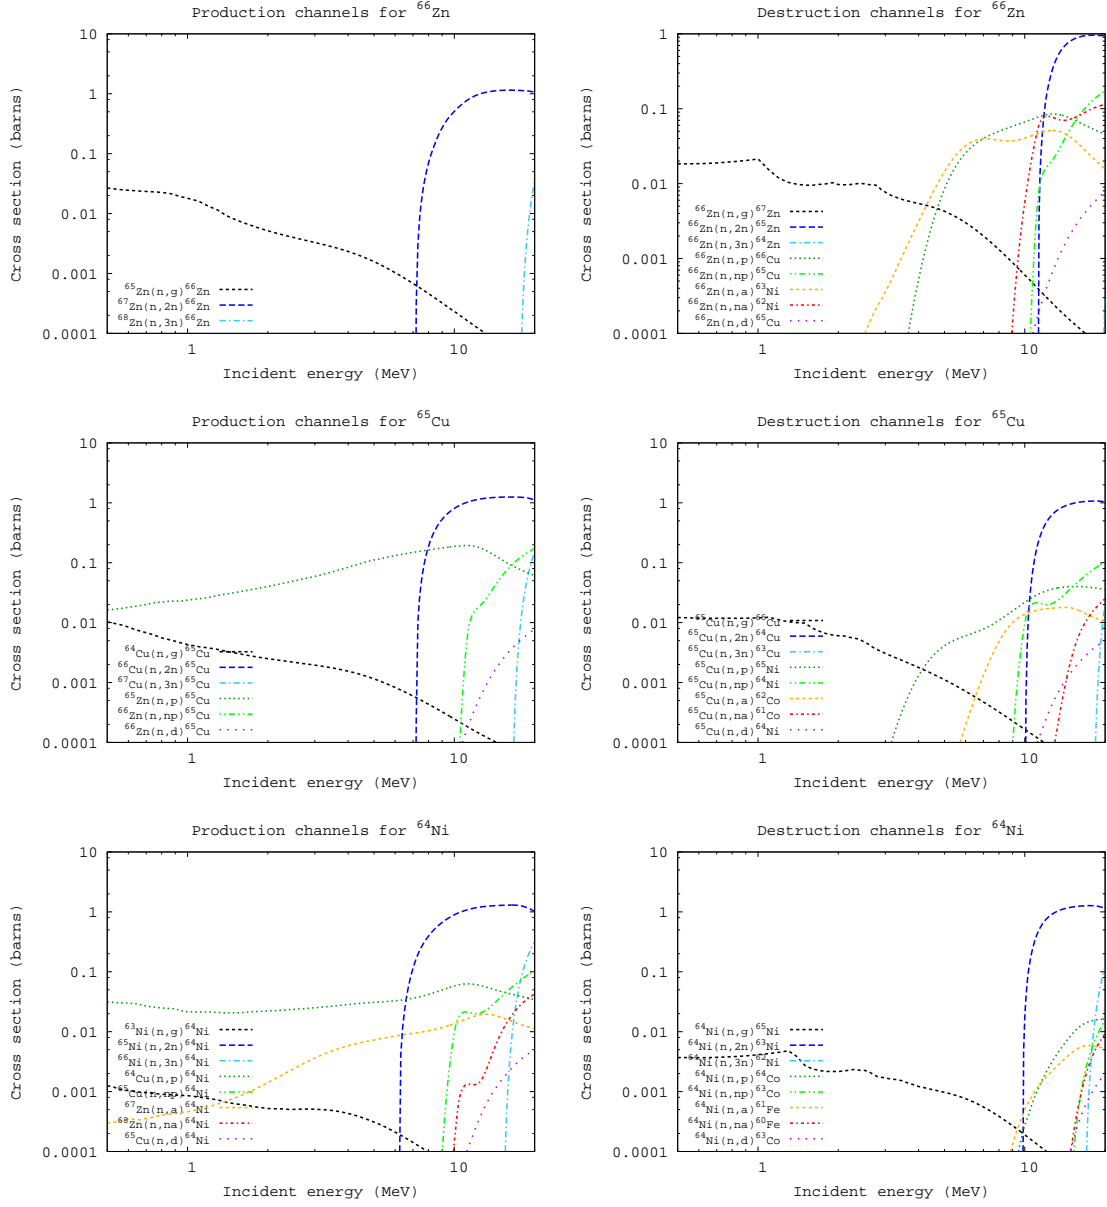 Production channels for ⁶⁶Zn
Cross section (barns)
10
1
0.1
0.01
0.001
0.0001
⁶⁵Zn(n,g)⁶⁶Zn
⁶⁷Zn(n,2n)⁶⁶Zn
⁶⁸Zn(n,3n)⁶⁶Zn
1
10
Incident energy (MeV)
Destruction channels for ⁶⁶Zn
Cross section (barns)
1
0.1
0.01
0.001
0.0001
⁶⁶Zn(n,g)⁶⁷Zn
⁶⁶Zn(n,2n)⁶⁵Zn
⁶⁶Zn(n,3n)⁶⁴Zn
⁶⁶Zn(n,p)⁶⁶Cu
⁶⁶Zn(n,np)⁶⁵Cu
⁶⁶Zn(n,a)⁶³Ni
⁶⁶Zn(n,na)⁶²Ni
⁶⁶Zn(n,d)⁶⁵Cu
1
10
Incident energy (MeV)
Production channels for ⁶⁵Cu
Cross section (barns)
10
1
0.1
0.01
0.001
0.0001
⁶⁴Cu(n,g)⁶⁵Cu
⁶⁶Cu(n,2n)⁶⁵Cu
⁶⁷Cu(n,3n)⁶⁵Cu
⁶⁵Zn(n,p)⁶⁵Cu
⁶⁶Zn(n,np)⁶⁵Cu
⁶⁶Zn(n,d)⁶⁵Cu
1
10
Incident energy (MeV)
Destruction channels for ⁶⁵Cu
Cross section (barns)
10
1
0.1
0.01
0.001
0.0001
⁶⁵Cu(n,g)⁶⁶Cu
⁶⁵Cu(n,2n)⁶⁴Cu
⁶⁵Cu(n,3n)⁶³Cu
⁶⁵Cu(n,p)⁶⁵Ni
⁶⁵Cu(n,np)⁶⁴Ni
⁶⁵Cu(n,a)⁶²Co
⁶⁵Cu(n,na)⁶¹Co
⁶⁵Cu(n,d)⁶⁴Ni
1
10
Incident energy (MeV)
Production channels for ⁶⁴Ni
Cross section (barns)
10
1
0.1
0.01
0.001
0.0001
⁶³Ni(n,g)⁶⁴Ni
⁶⁵Ni(n,2n)⁶⁴Ni
⁶⁶Ni(n,3n)⁶⁴Ni
⁶⁴Cu(n,p)⁶⁴Ni
⁶⁵Cu(n,np)⁶⁴Ni
⁶⁷Zn(n,a)⁶⁴Ni
⁶⁸Zn(n,na)⁶⁴Ni
⁶⁵Cu(n,d)⁶⁴Ni
1
10
Incident energy (MeV)
Destruction channels for ⁶⁴Ni
Cross section (barns)
10
1
0.1
0.01
0.001
0.0001
⁶⁴Ni(n,g)⁶⁵Ni
⁶⁴Ni(n,2n)⁶³Ni
⁶⁴Ni(n,3n)⁶²Ni
⁶⁴Ni(n,p)⁶⁴Co
⁶⁴Ni(n,np)⁶³Co
⁶⁴Ni(n,a)⁶¹Fe
⁶⁴Ni(n,na)⁶⁰Fe
⁶⁴Ni(n,d)⁶³Co
1
10
Incident energy (MeV)